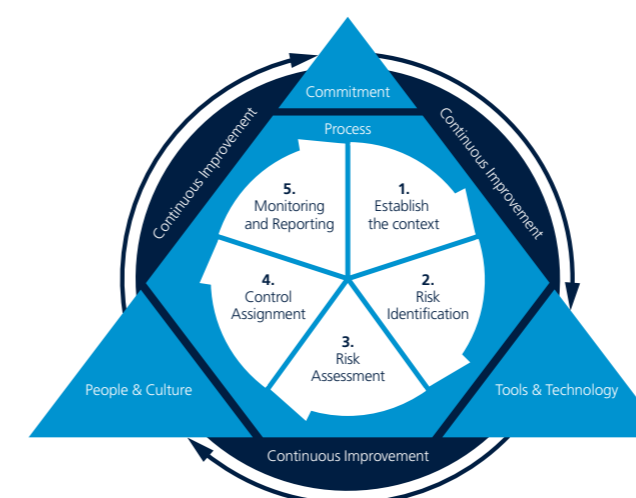 Commitment
Continuous Improvement
Continuous Improvement
Process
5.
Monitoring
and Reporting
1.
Establish
the context
4.
Control
Assignment
2.
Risk
Identification
3.
Risk
Assessment
People & Culture
Tools & Technology
Continuous Improvement